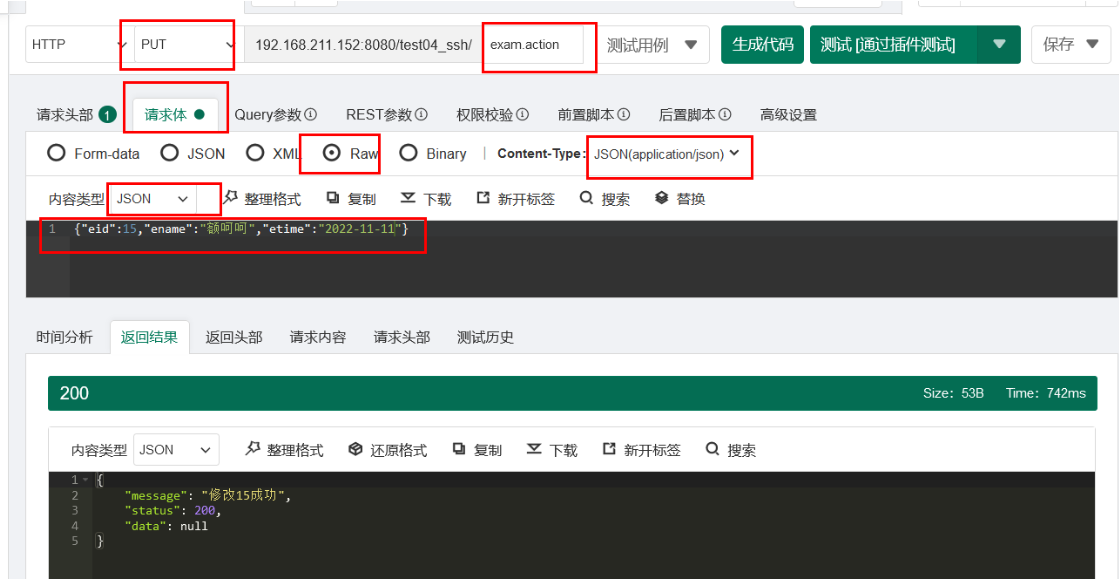 HTTP PUT 192.168.211.152:8080/test04_ssh/ exam.action 测试用例 生成代码 测试 [通过插件测试] 保存
请求头部 1 请求体 Query参数 REST参数 权限校验 前置脚本 后置脚本 高级设置
Form-data JSON XML Raw Binary | Content-Type: JSON(application/json)
内容类型 JSON 整理格式 复制 下载 新开标签 搜索 替换
1 {"eid":15,"ename":"额呵呵","etime":"2022-11-11"}
时间分析 返回结果 返回头部 请求内容 请求头部 测试历史
200 Size: 53B Time: 742ms
内容类型 JSON 整理格式 还原格式 复制 下载 新开标签 搜索
1 {
2 "message": "修改15成功",
3 "status": 200,
4 "data": null
5 }